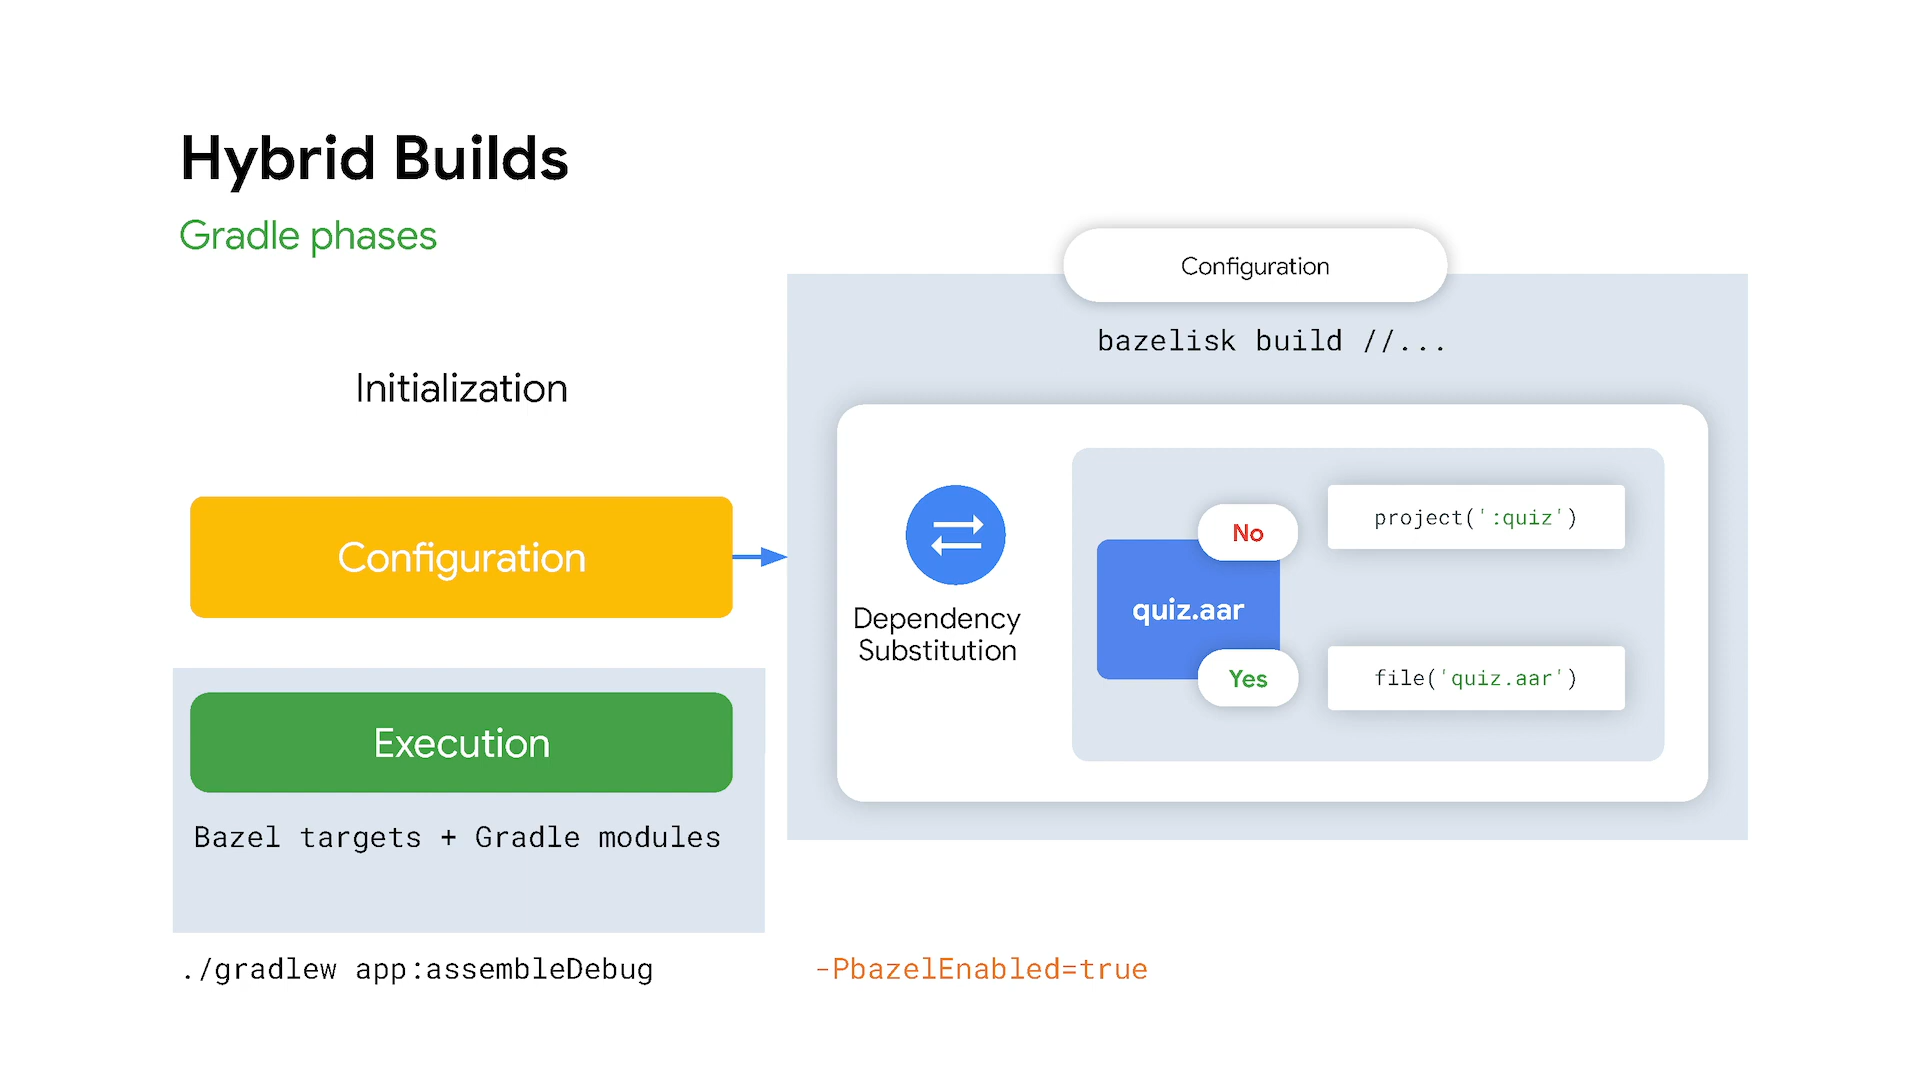 Hybrid Builds
Gradle phases
Initialization
Configuration
Execution
Bazel targets + Gradle modules
./gradlew app:assembleDebug
-PbazelEnabled=true
Configuration
bazelisk build //...
Dependency
Substitution
quiz.aar
No
project(':quiz')
Yes
file('quiz.aar')